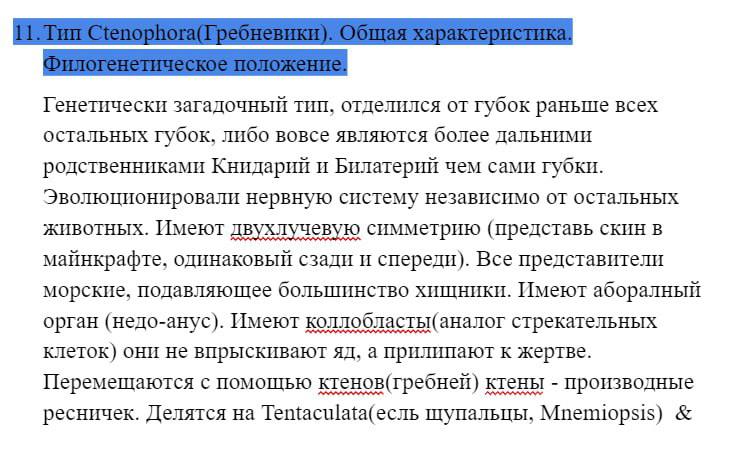 11. Тип Ctenophora(Гребневики). Общая характеристика.
Филогенетическое положение.
Генетически загадочный тип, отделился от губок раньше всех
остальных губок, либо вовсе являются более дальними
родственниками Книдарий и Билатерий чем сами губки.
Эволюционировали нервную систему независимо от остальных
животных. Имеют двухлучевую симметрию (представь скин в
майнкрафте, одинаковый сзади и спереди). Все представители
морские, подавляющее большинство хищники. Имеют аборалный
орган (недо-анус). Имеют коллобласты(аналог стрекательных
клеток) они не впрыскивают яд, а прилипают к жертве.
Перемещаются с помощью ктенов(гребней) ктены - производные
ресничек. Делятся на Tentaculata(есль щупальцы, Mnemiopsis) &